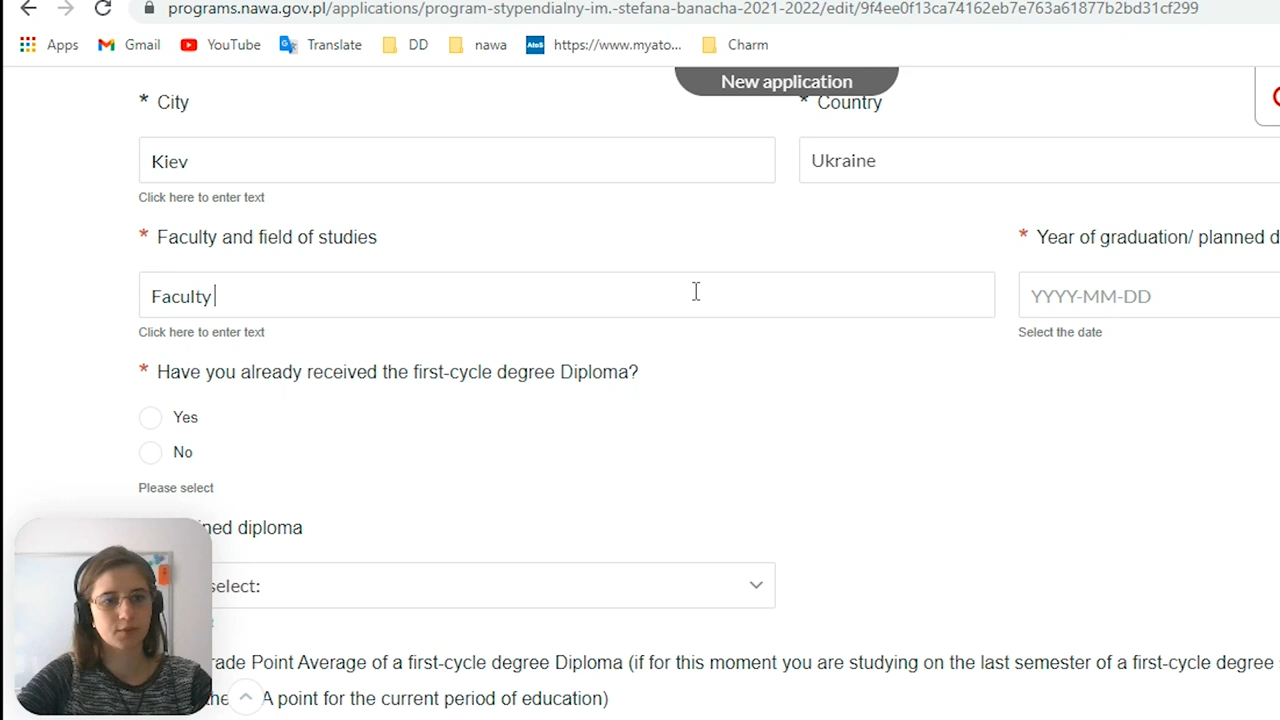 programs.nawa.gov.pl/applications/program-stypendialny-im.-stefana-banacha-2021-2022/edit/9f4ee0f13ca74162eb7e763a61877b2bd31cf299
Apps Gmail YouTube Translate DD nawa AtoS https://www.myato... Charm
New application
* City * Country
Kiev Ukraine
Click here to enter text
* Faculty and field of studies * Year of graduation/ planned d
Faculty YYYY-MM-DD
Click here to enter text Select the date
* Have you already received the first-cycle degree Diploma?
Yes
No
Please select
ined diploma
select:
rade Point Average of a first-cycle degree Diploma (if for this moment you are studying on the last semester of a first-cycle degree
the A point for the current period of education)